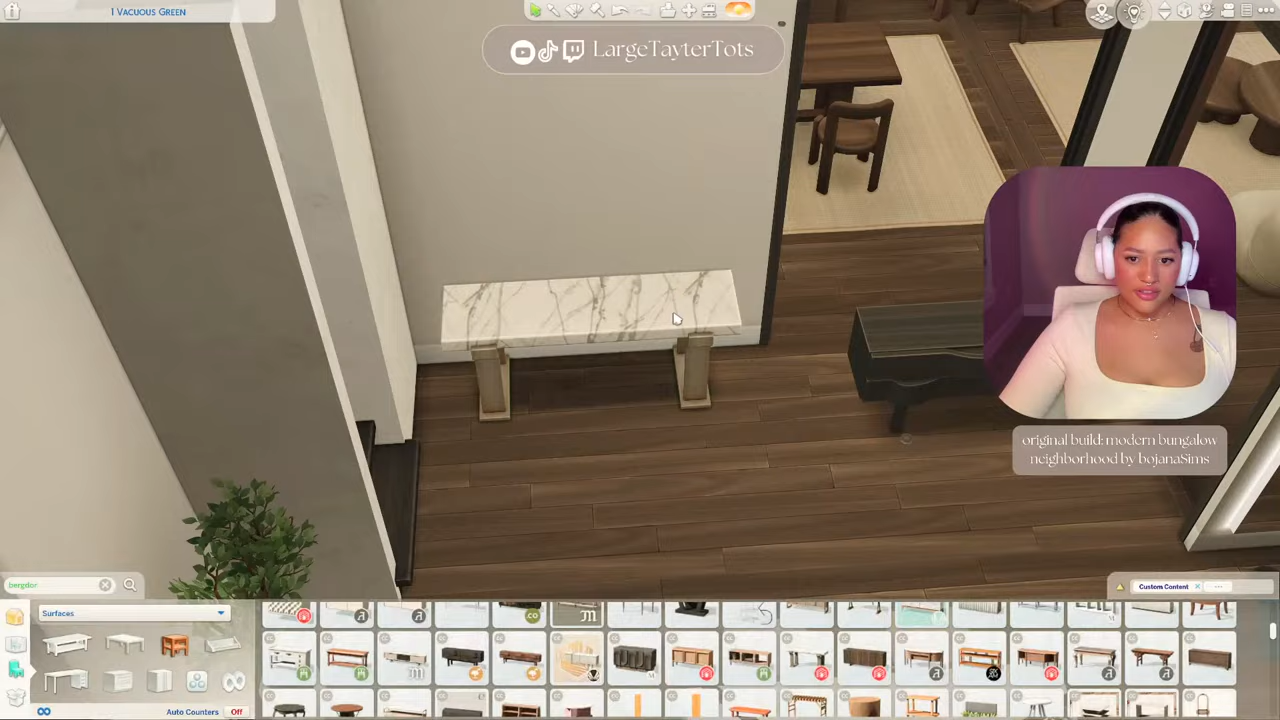 1 Vacuous Green
LargeTayterTots
original build: modern bungalow
neighborhood by bojanaSims
bergdor
Custom Content
Surfaces
Auto Counters Off